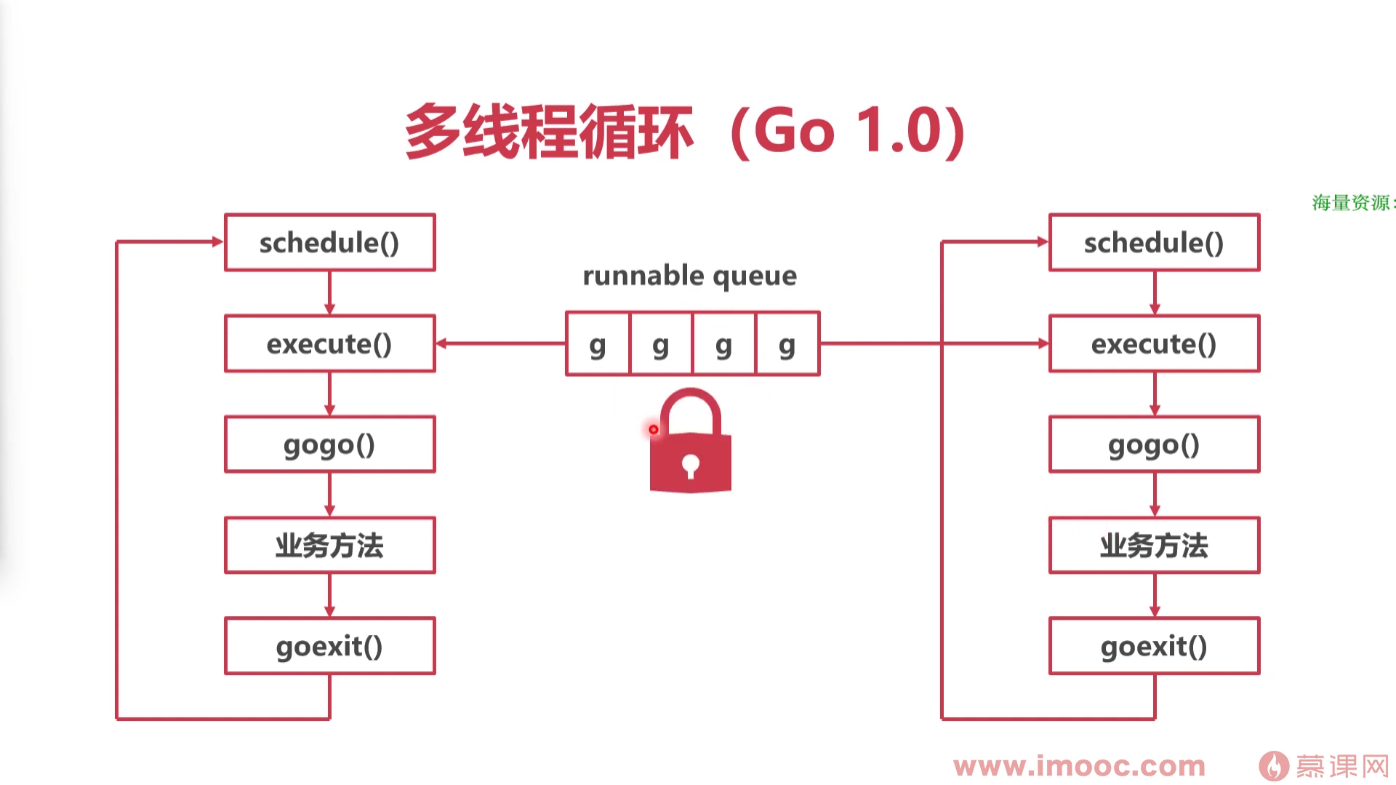 多线程循环（Go 1.0）
海量资源:
schedule()
execute()
gogo()
业务方法
goexit()
runnable queue
g g g g
schedule()
execute()
gogo()
业务方法
goexit()
www.imooc.com
慕课网